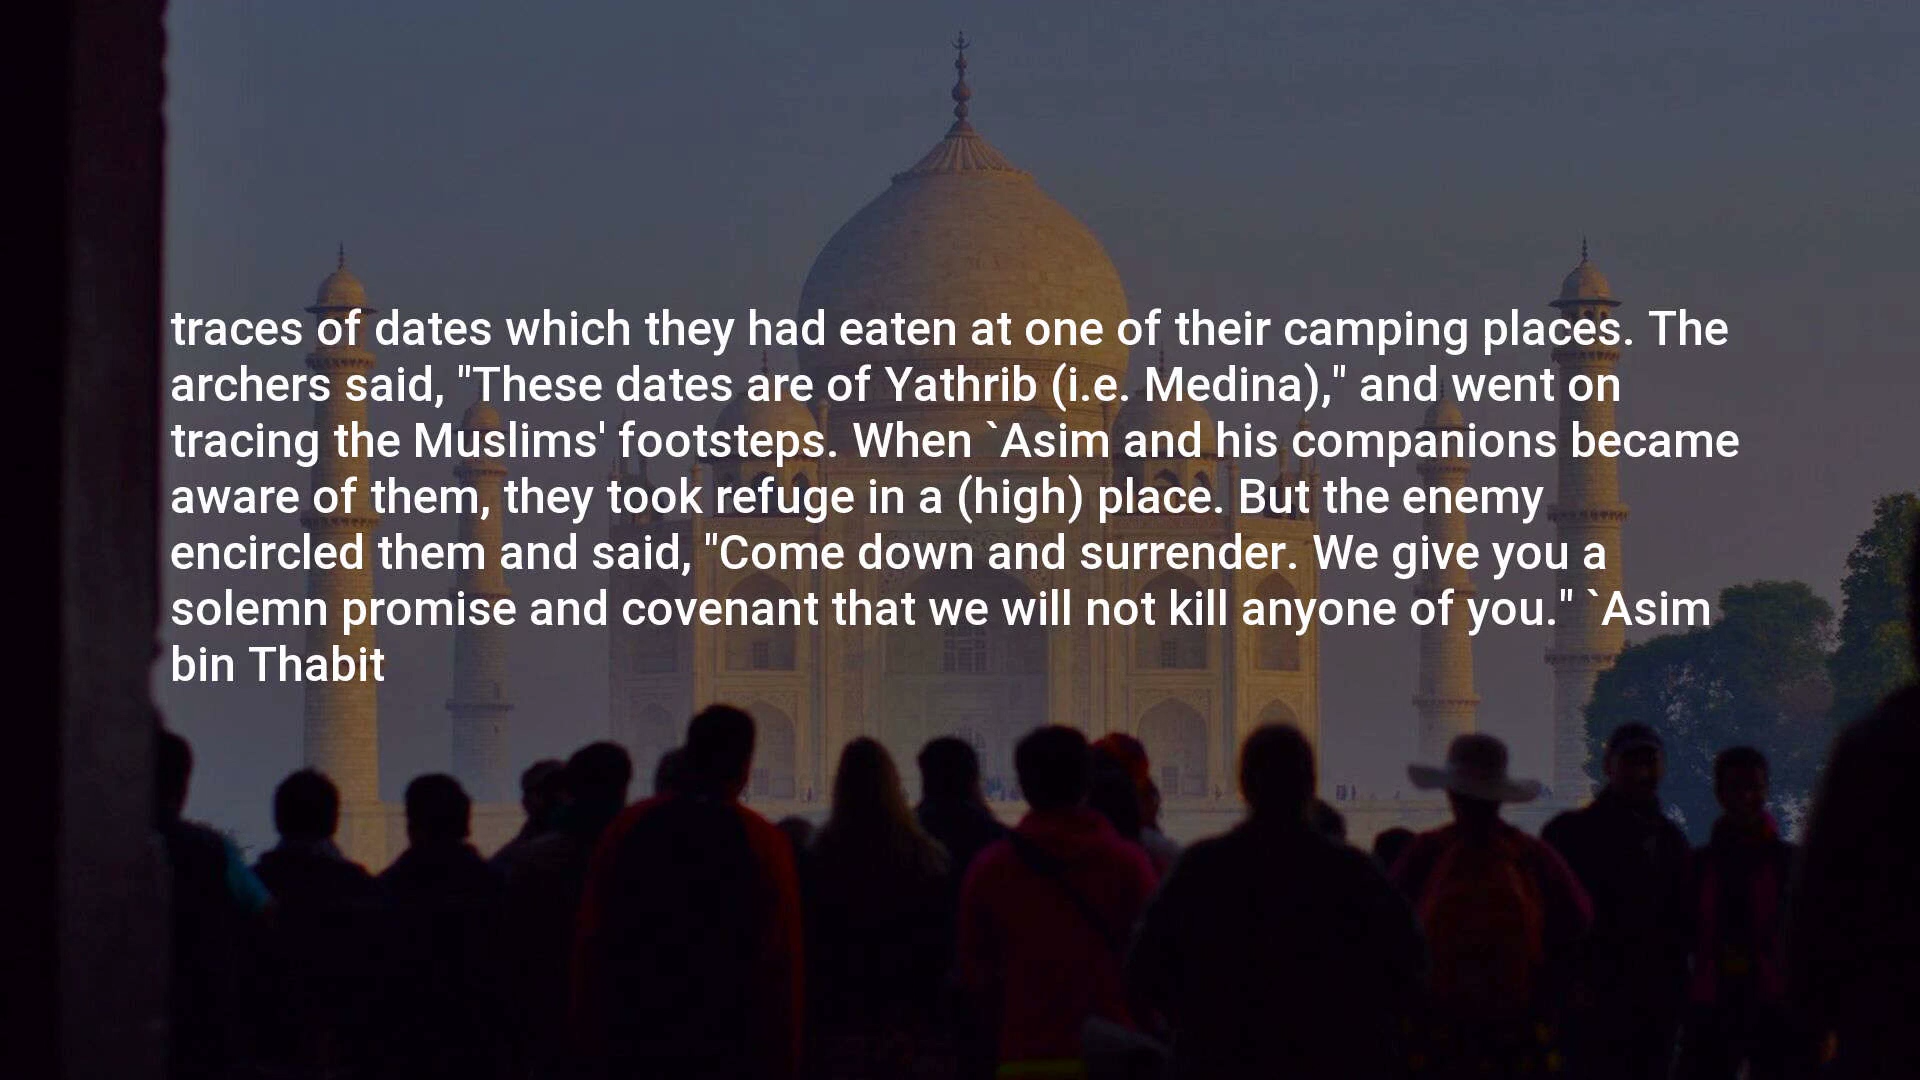 traces of dates which they had eaten at one of their camping places. The
archers said, "These dates are of Yathrib (i.e. Medina)," and went on
tracing the Muslims' footsteps. When `Asim and his companions became
aware of them, they took refuge in a (high) place. But the enemy
encircled them and said, "Come down and surrender. We give you a
solemn promise and covenant that we will not kill anyone of you." `Asim
bin Thabit